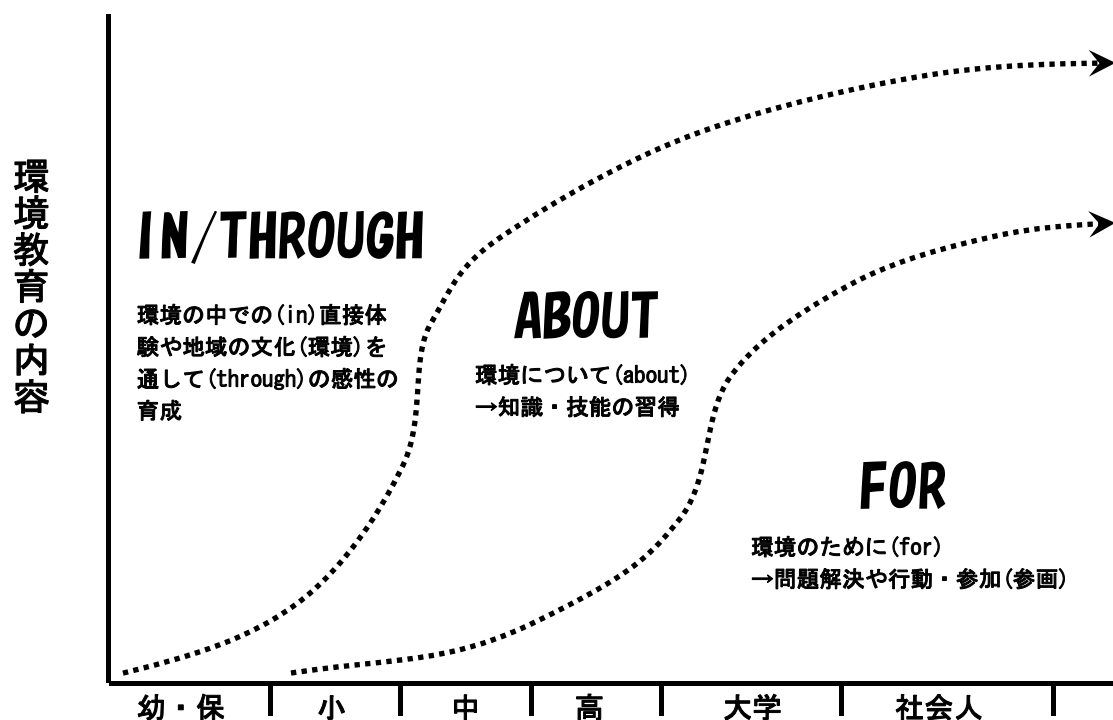 環境教育の内容
IN/THROUGH
環境の中での(in)直接体
験や地域の文化(環境)を
通して(through)の感性の
育成
ABOUT
環境について(about)
→知識・技能の習得
FOR
環境のために(for)
→問題解決や行動・参加(参画)
幼・保 小 中 高 大学 社会人